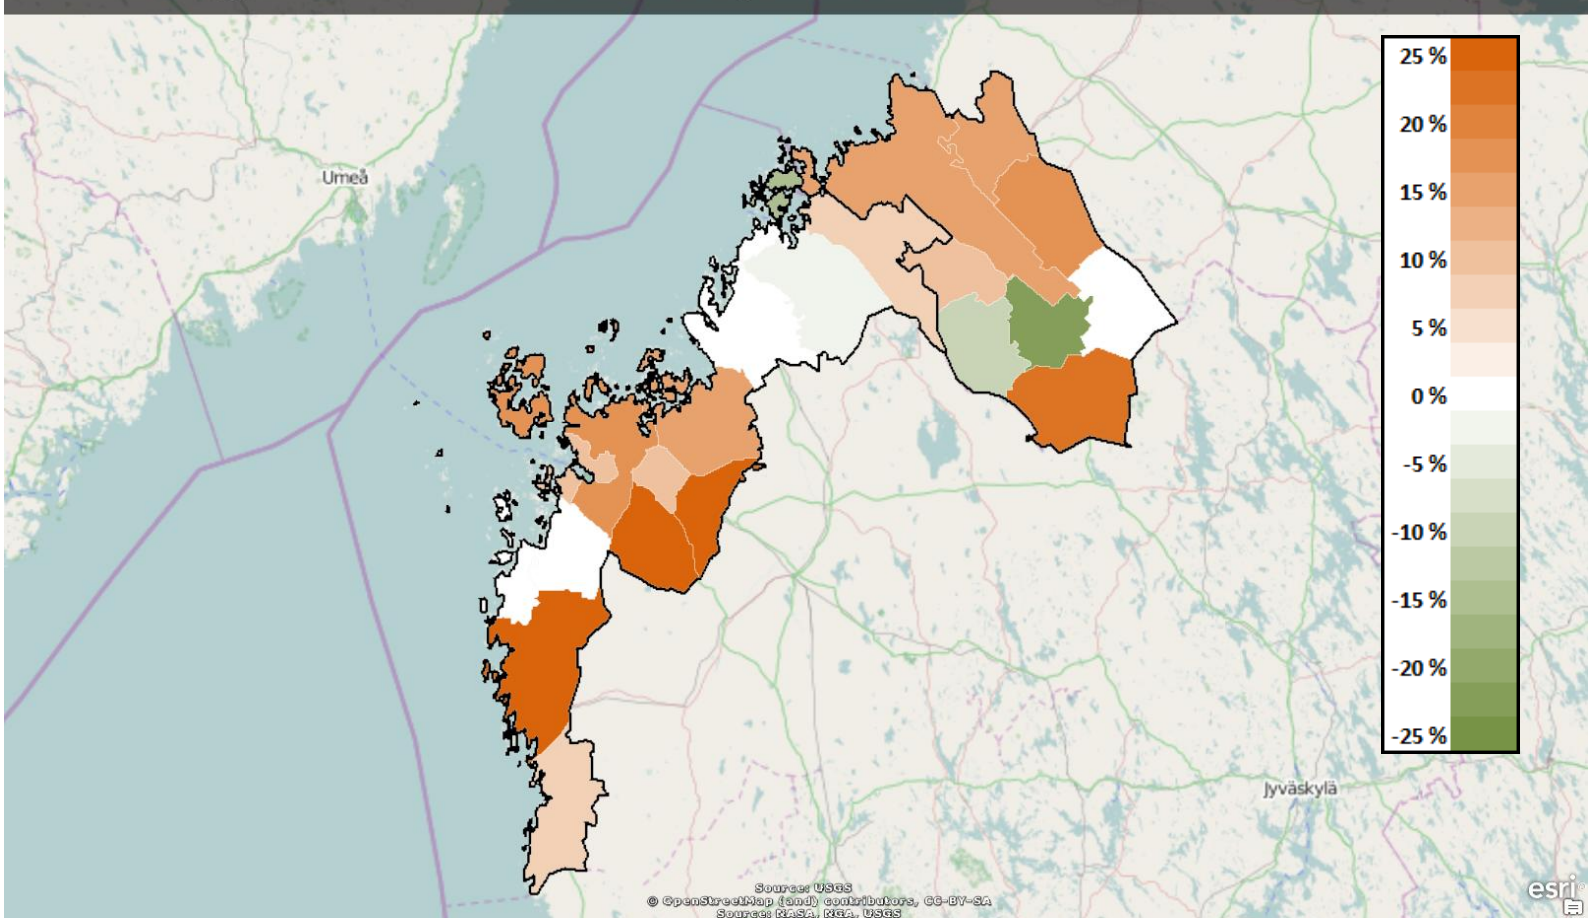 Umeå
25 %
20 %
15 %
10 %
5 %
0 %
-5 %
-10 %
-15 %
-20 %
-25 %
Jyväskylä
Source: USGS
© OpenStreetMap (and) contributors, CC-BY-SA
Source: NASA, NGA, USGS
esri